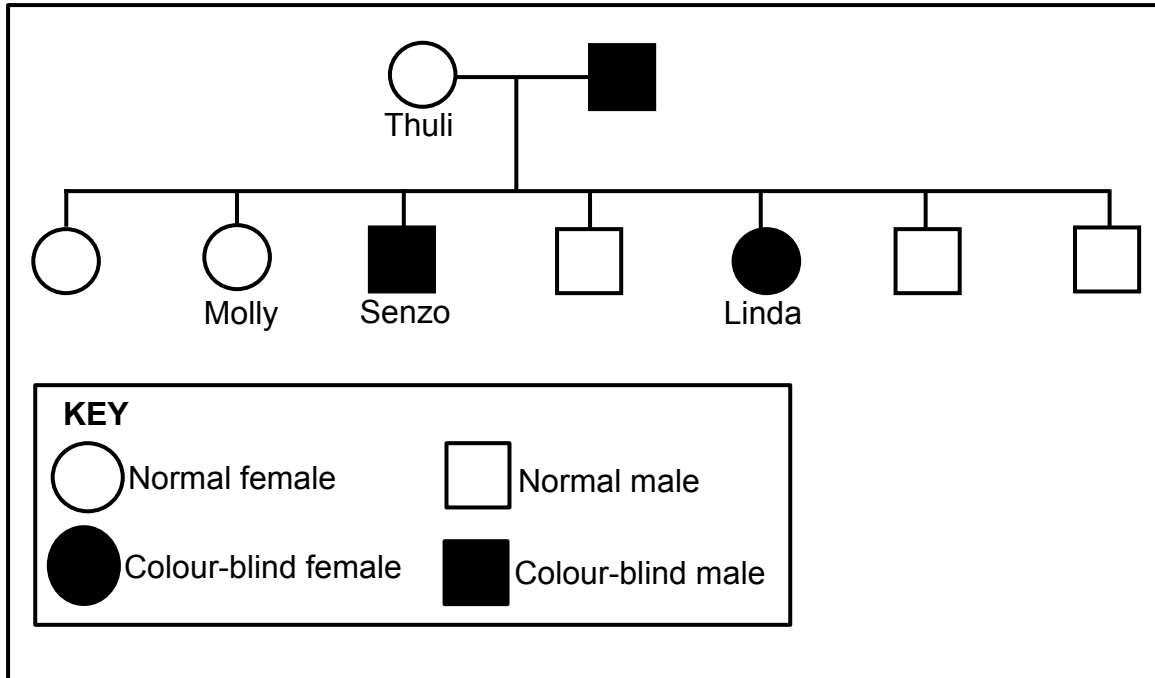 Thuli
Molly
Senzo
Linda
KEY
Normal female
Normal male
Colour-blind female
Colour-blind male